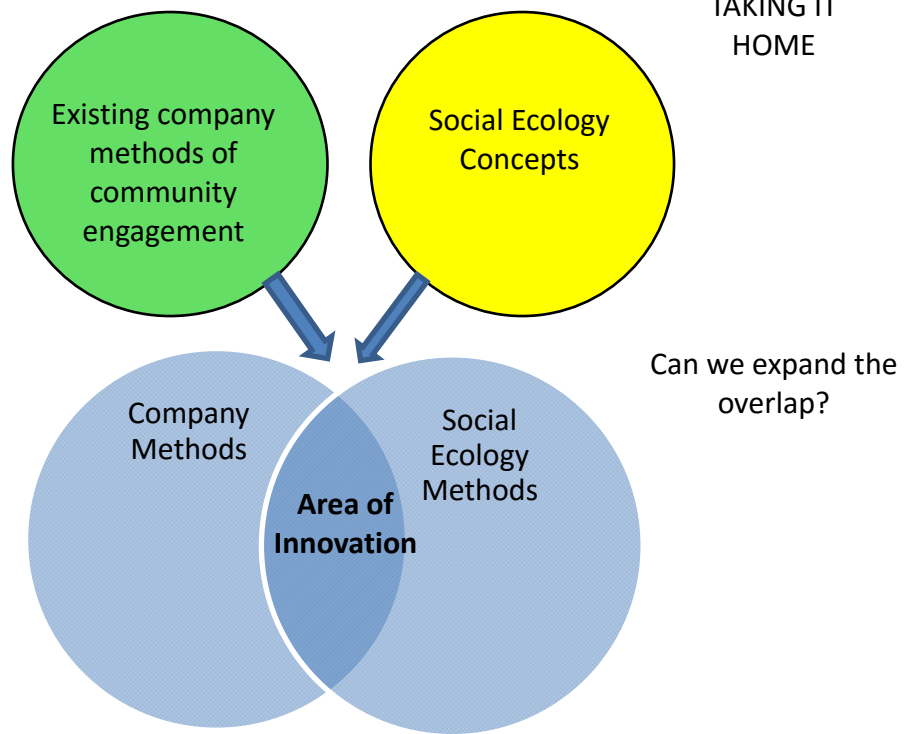 TAKING IT
HOME
Existing company
methods of
community
engagement
Social Ecology
Concepts
Can we expand the
overlap?
Company
Methods
Social
Ecology
Methods
Area of
Innovation